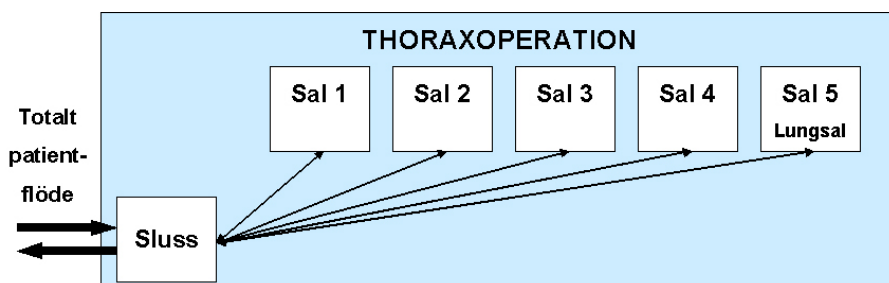 THORAXOPERATION
Sal 1
Sal 2
Sal 3
Sal 4
Sal 5
Lungsal
Totalt
patient-
flöde
Sluss